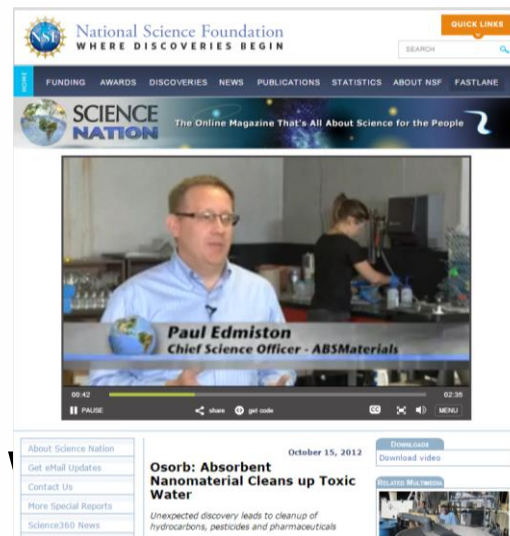 NSF
National Science Foundation
WHERE DISCOVERIES BEGIN
QUICK LINKS
SEARCH
HOME
FUNDING AWARDS DISCOVERIES NEWS PUBLICATIONS STATISTICS ABOUT NSF FASTLANE
SCIENCE NATION
The Online Magazine That's All About Science for the People
Paul Edmiston
Chief Science Officer - ABSMaterials
00:42 02:35
PAUSE share get code CC MENU
About Science Nation
Get eMail Updates
Contact Us
More Special Reports
Science360 News
October 15, 2012
Osorb: Absorbent
Nanomaterial Cleans up Toxic
Water
Unexpected discovery leads to cleanup of
hydrocarbons, pesticides and pharmaceuticals
DOWNLOADS
Download video
RELATED MULTIMEDIA